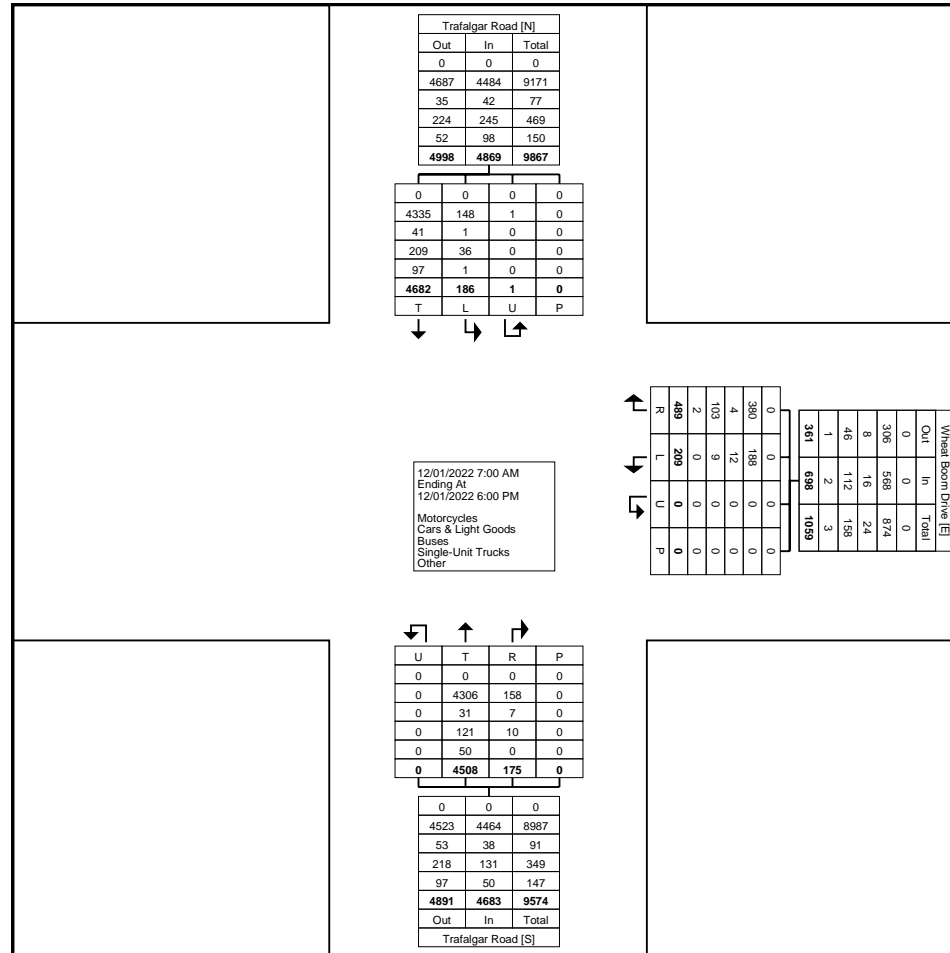 Trafalgar Road [N]
Out In Total
0 0 0
4687 4484 9171
35 42 77
224 245 469
52 98 150
4998 4869 9867
0 0 0 0
4335 148 1 0
41 1 0 0
209 36 0 0
97 1 0 0
4682 186 1 0
T L U P
Wheat Boom Drive [E]
Out In Total
0 0 0
306 568 874
8 16 24
46 112 158
1 2 3
361 698 1059
0 0 0 0
380 188 0 0
4 12 0 0
103 9 0 0
2 0 0 0
489 209 0 0
R L U P
12/01/2022 7:00 AM
Ending At
12/01/2022 6:00 PM
Motorcycles
Cars & Light Goods
Buses
Single-Unit Trucks
Other
U T R P
0 0 0 0
0 4306 158 0
0 31 7 0
0 121 10 0
0 50 0 0
0 4508 175 0
0 0 0
4523 4464 8987
53 38 91
218 131 349
97 50 147
4891 4683 9574
Out In Total
Trafalgar Road [S]